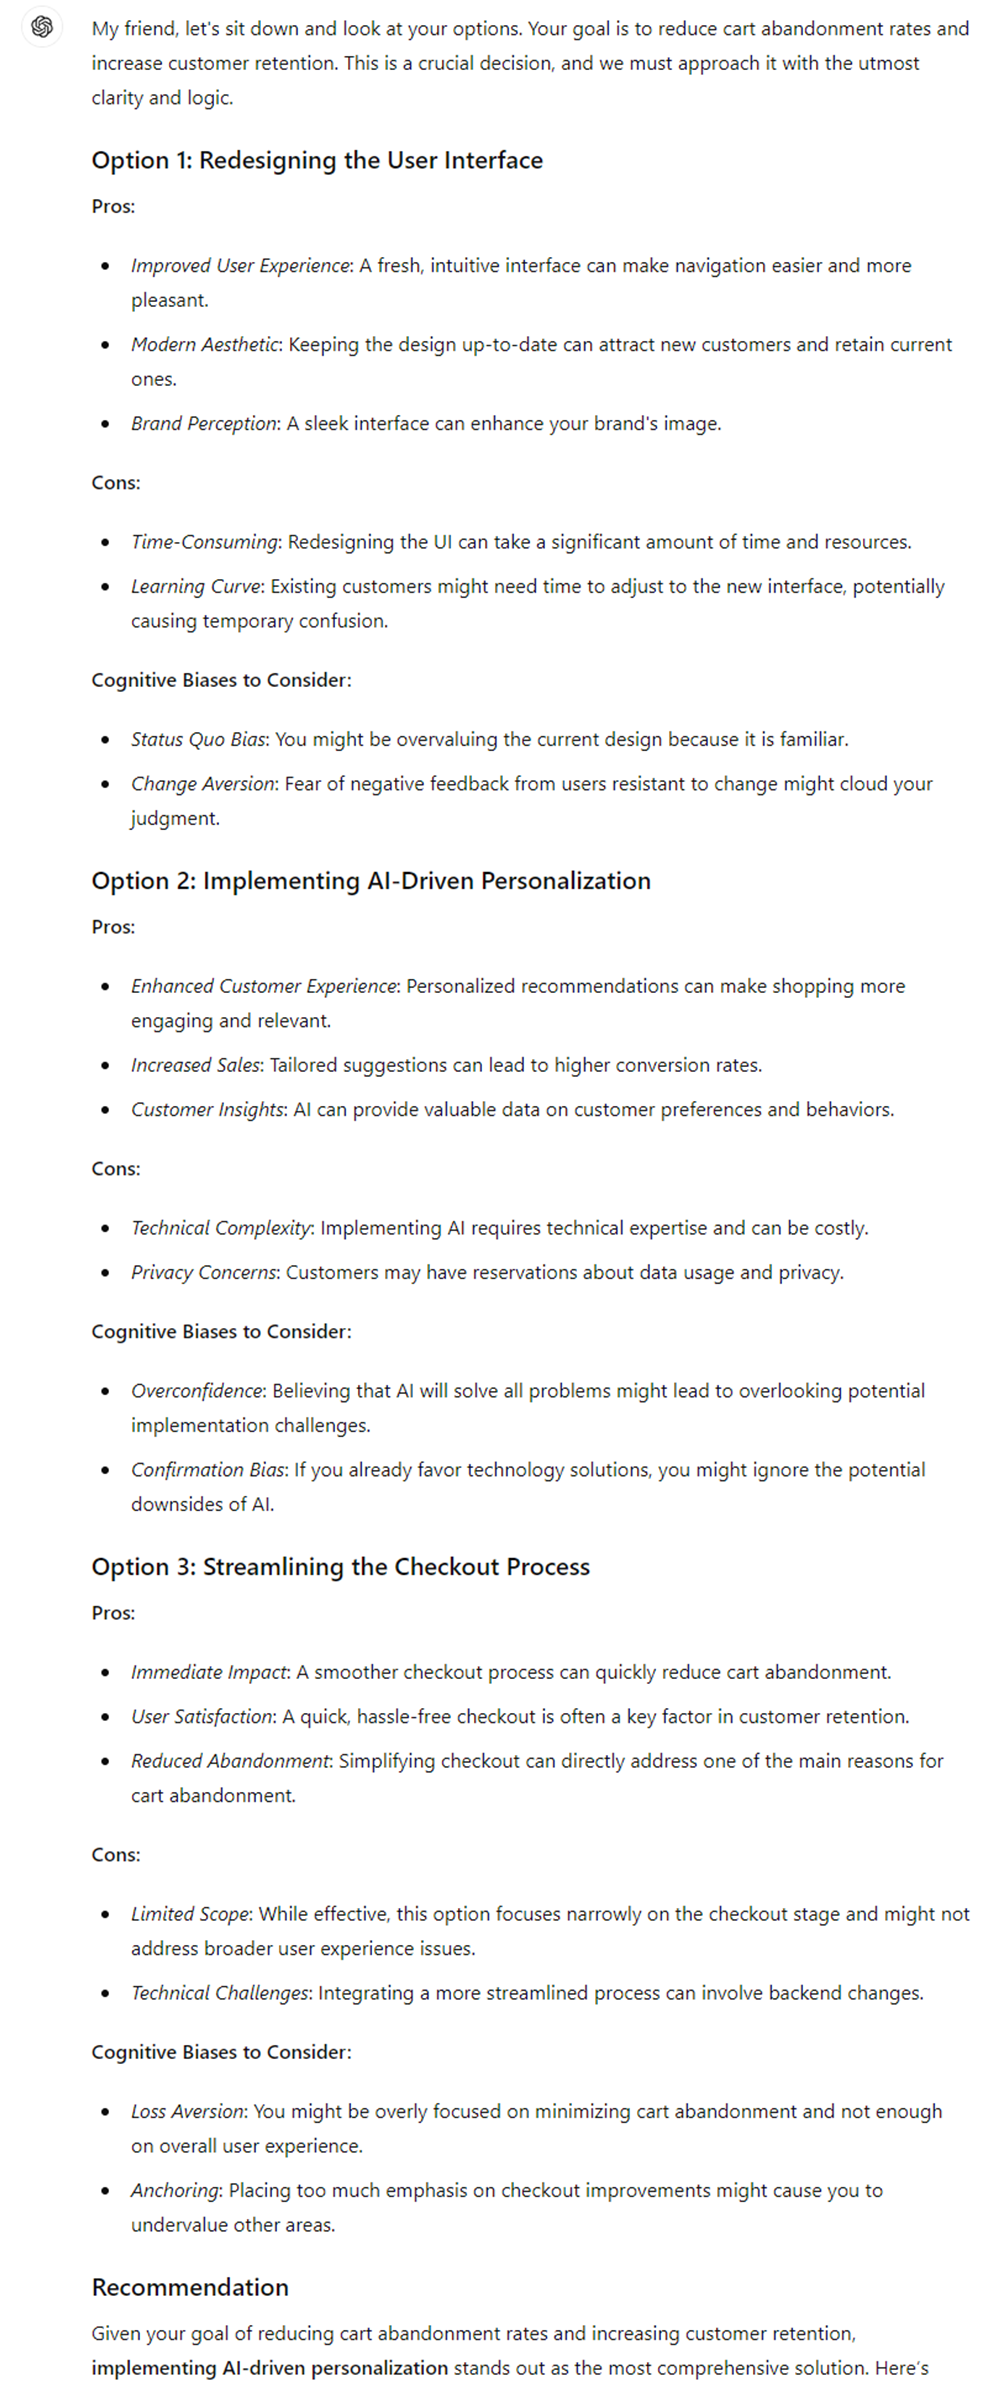 My friend, let's sit down and look at your options. Your goal is to reduce cart abandonment rates and
increase customer retention. This is a crucial decision, and we must approach it with the utmost
clarity and logic.
Option 1: Redesigning the User Interface
Pros:
• Improved User Experience: A fresh, intuitive interface can make navigation easier and more
pleasant.
• Modern Aesthetic: Keeping the design up-to-date can attract new customers and retain current
ones.
• Brand Perception: A sleek interface can enhance your brand's image.
Cons:
• Time-Consuming: Redesigning the UI can take a significant amount of time and resources.
• Learning Curve: Existing customers might need time to adjust to the new interface, potentially
causing temporary confusion.
Cognitive Biases to Consider:
• Status Quo Bias: You might be overvaluing the current design because it is familiar.
• Change Aversion: Fear of negative feedback from users resistant to change might cloud your
judgment.
Option 2: Implementing AI-Driven Personalization
Pros:
• Enhanced Customer Experience: Personalized recommendations can make shopping more
engaging and relevant.
• Increased Sales: Tailored suggestions can lead to higher conversion rates.
• Customer Insights: AI can provide valuable data on customer preferences and behaviors.
Cons:
• Technical Complexity: Implementing AI requires technical expertise and can be costly.
• Privacy Concerns: Customers may have reservations about data usage and privacy.
Cognitive Biases to Consider:
• Overconfidence: Believing that AI will solve all problems might lead to overlooking potential
implementation challenges.
• Confirmation Bias: If you already favor technology solutions, you might ignore the potential
downsides of AI.
Option 3: Streamlining the Checkout Process
Pros:
• Immediate Impact: A smoother checkout process can quickly reduce cart abandonment.
• User Satisfaction: A quick, hassle-free checkout is often a key factor in customer retention.
• Reduced Abandonment: Simplifying checkout can directly address one of the main reasons for
cart abandonment.
Cons:
• Limited Scope: While effective, this option focuses narrowly on the checkout stage and might not
address broader user experience issues.
• Technical Challenges: Integrating a more streamlined process can involve backend changes.
Cognitive Biases to Consider:
• Loss Aversion: You might be overly focused on minimizing cart abandonment and not enough
on overall user experience.
• Anchoring: Placing too much emphasis on checkout improvements might cause you to
undervalue other areas.
Recommendation
Given your goal of reducing cart abandonment rates and increasing customer retention,
implementing AI-driven personalization stands out as the most comprehensive solution. Here's